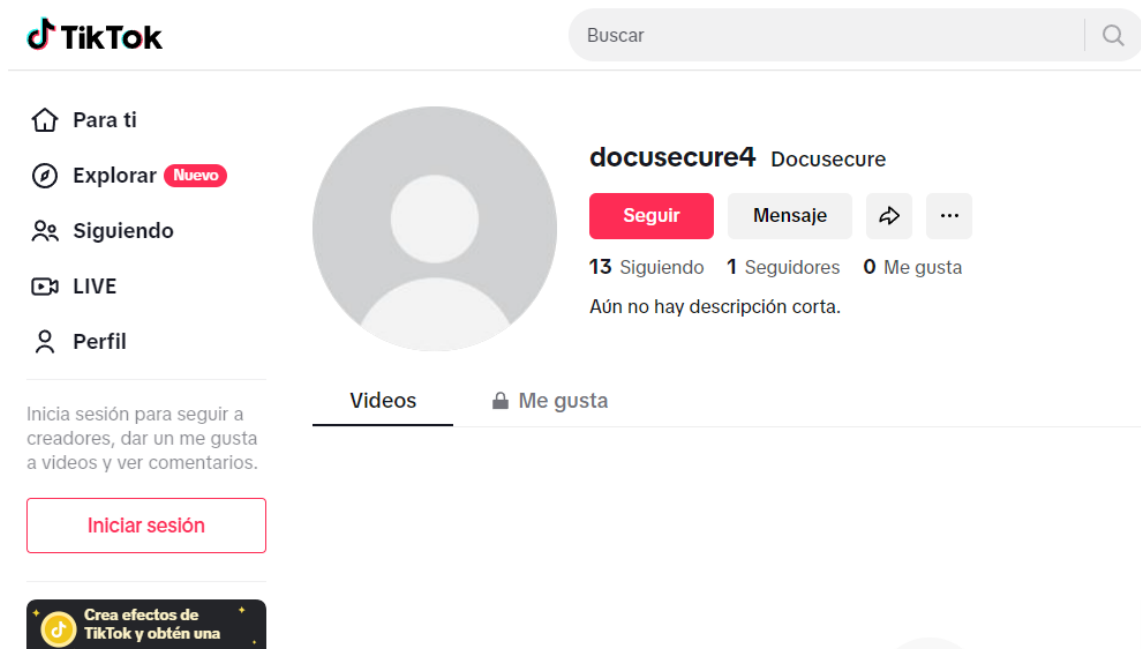 TikTok
Buscar
Para ti
Explorar Nuevo
Siguiendo
LIVE
Perfil
Inicia sesión para seguir a
creadores, dar un me gusta
a videos y ver comentarios.
Iniciar sesión
Crea efectos de
TikTok y obtén una
docusecure4 Docusecure
Seguir Mensaje
13 Siguiendo 1 Seguidores 0 Me gusta
Aún no hay descripción corta.
Videos Me gusta